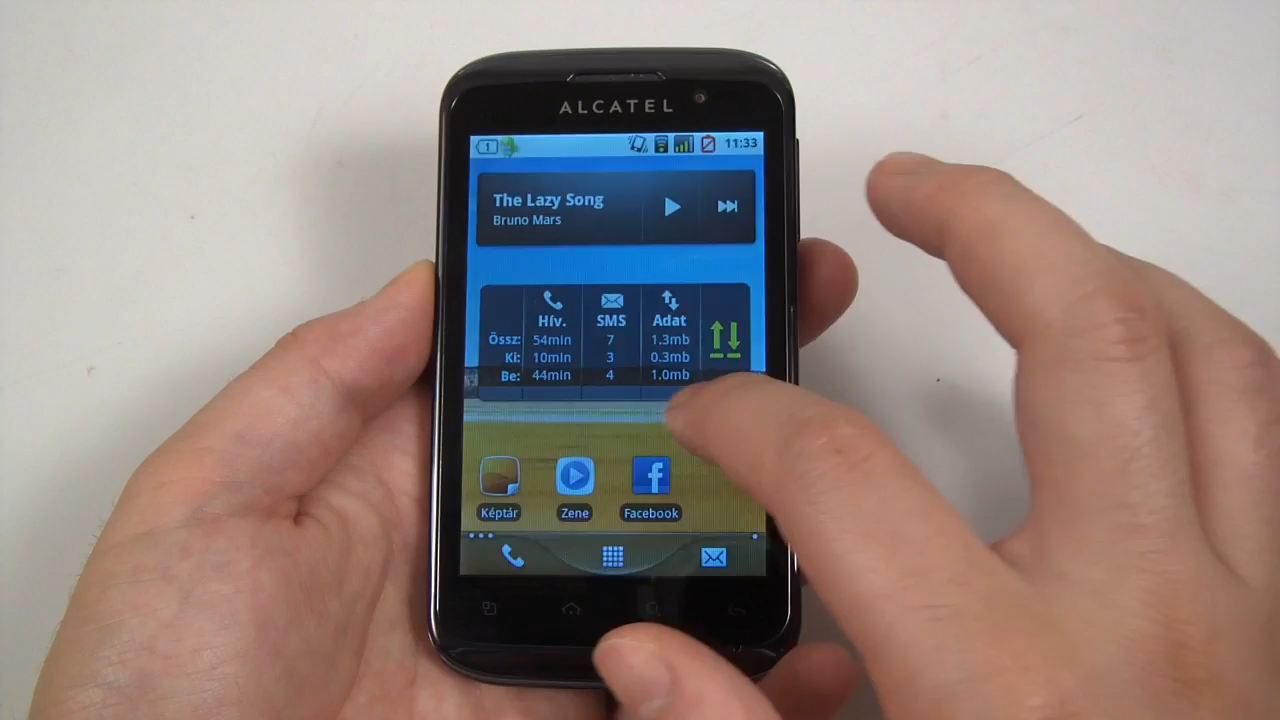 ALCATEL
1 11:33
The Lazy Song
Bruno Mars
Hív. SMS Adat
Össz: 54min 7 1.3mb
Ki: 10min 3 0.3mb
Be: 44min 4 1.0mb
Képtár Zene Facebook